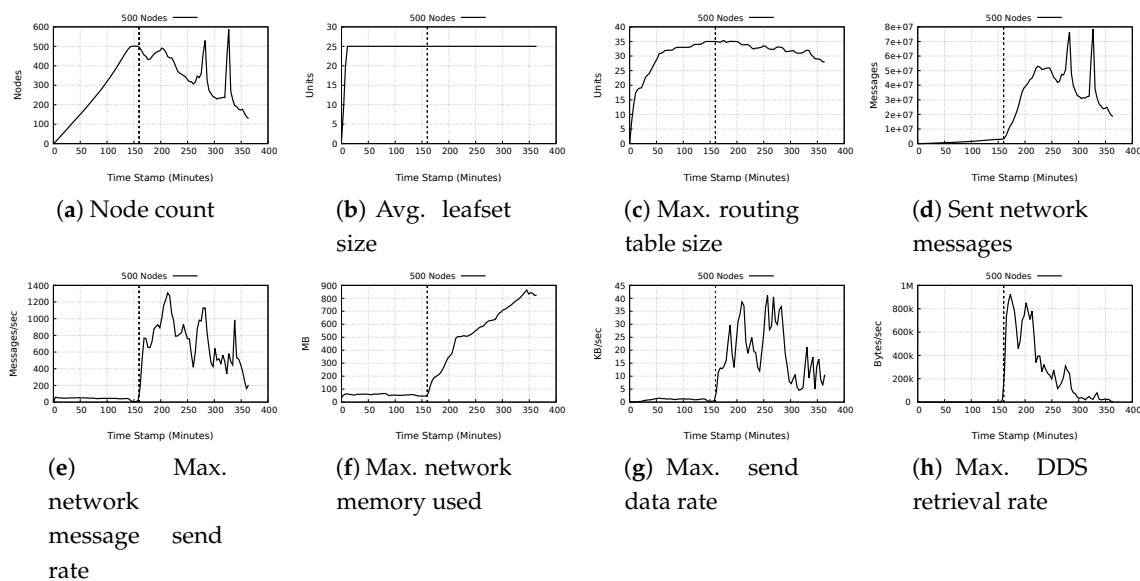 500 Nodes
Nodes
600
500
400
300
200
100
0
0 50 100 150 200 250 300 350 400
Time Stamp (Minutes)
(a) Node count
500 Nodes
Units
30
25
20
15
10
5
0
0 50 100 150 200 250 300 350 400
Time Stamp (Minutes)
(b) Avg. leafset
size
500 Nodes
Units
40
35
30
25
20
15
10
5
0
0 50 100 150 200 250 300 350 400
Time Stamp (Minutes)
(c) Max. routing
table size
500 Nodes
Messages
8e+07
7e+07
6e+07
5e+07
4e+07
3e+07
2e+07
1e+07
0
0 50 100 150 200 250 300 350 400
Time Stamp (Minutes)
(d) Sent network
messages
500 Nodes
Messages/sec
1400
1200
1000
800
600
400
200
0
0 50 100 150 200 250 300 350 400
Time Stamp (Minutes)
(e) Max.
network
message send
rate
500 Nodes
MB
900
800
700
600
500
400
300
200
100
0
0 50 100 150 200 250 300 350 400
Time Stamp (Minutes)
(f) Max. network
memory used
500 Nodes
KB/sec
45
40
35
30
25
20
15
10
5
0
0 50 100 150 200 250 300 350 400
Time Stamp (Minutes)
(g) Max. send
data rate
500 Nodes
Bytes/sec
1M
800k
600k
400k
200k
0
0 50 100 150 200 250 300 350 400
Time Stamp (Minutes)
(h) Max. DDS
retrieval rate